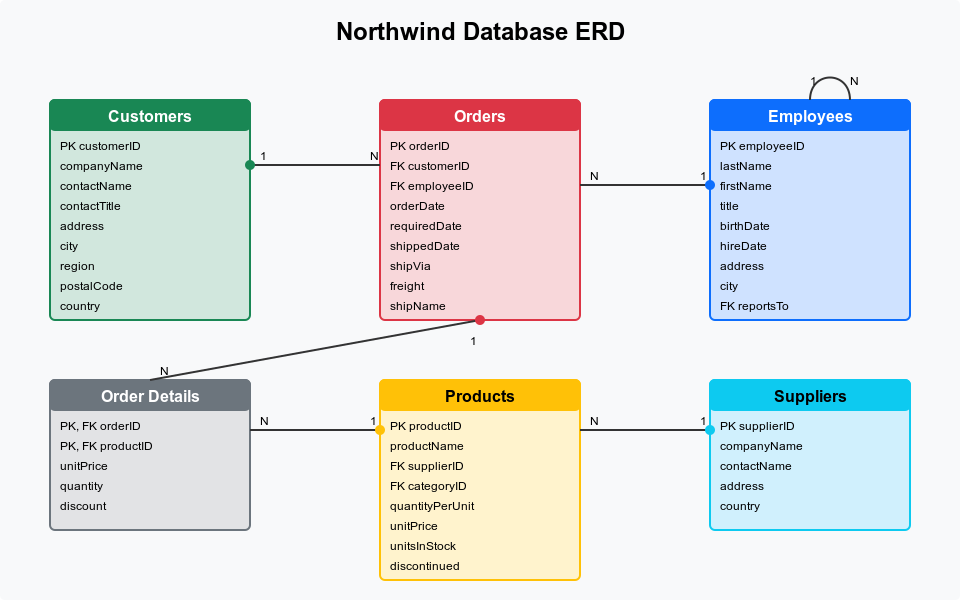 Northwind Database ERD
Customers
PK customerID
companyName
contactName
contactTitle
address
city
region
postalCode
country
1
N
Orders
PK orderID
FK customerID
FK employeeID
orderDate
requiredDate
shippedDate
shipVia
freight
shipName
N
1
1
N
Employees
PK employeeID
lastName
firstName
title
birthDate
hireDate
address
city
FK reportsTo
1
N
Order Details
PK, FK orderID
PK, FK productID
unitPrice
quantity
discount
N
1
Products
PK productID
productName
FK supplierID
FK categoryID
quantityPerUnit
unitPrice
unitsInStock
discontinued
N
1
Suppliers
PK supplierID
companyName
contactName
address
country